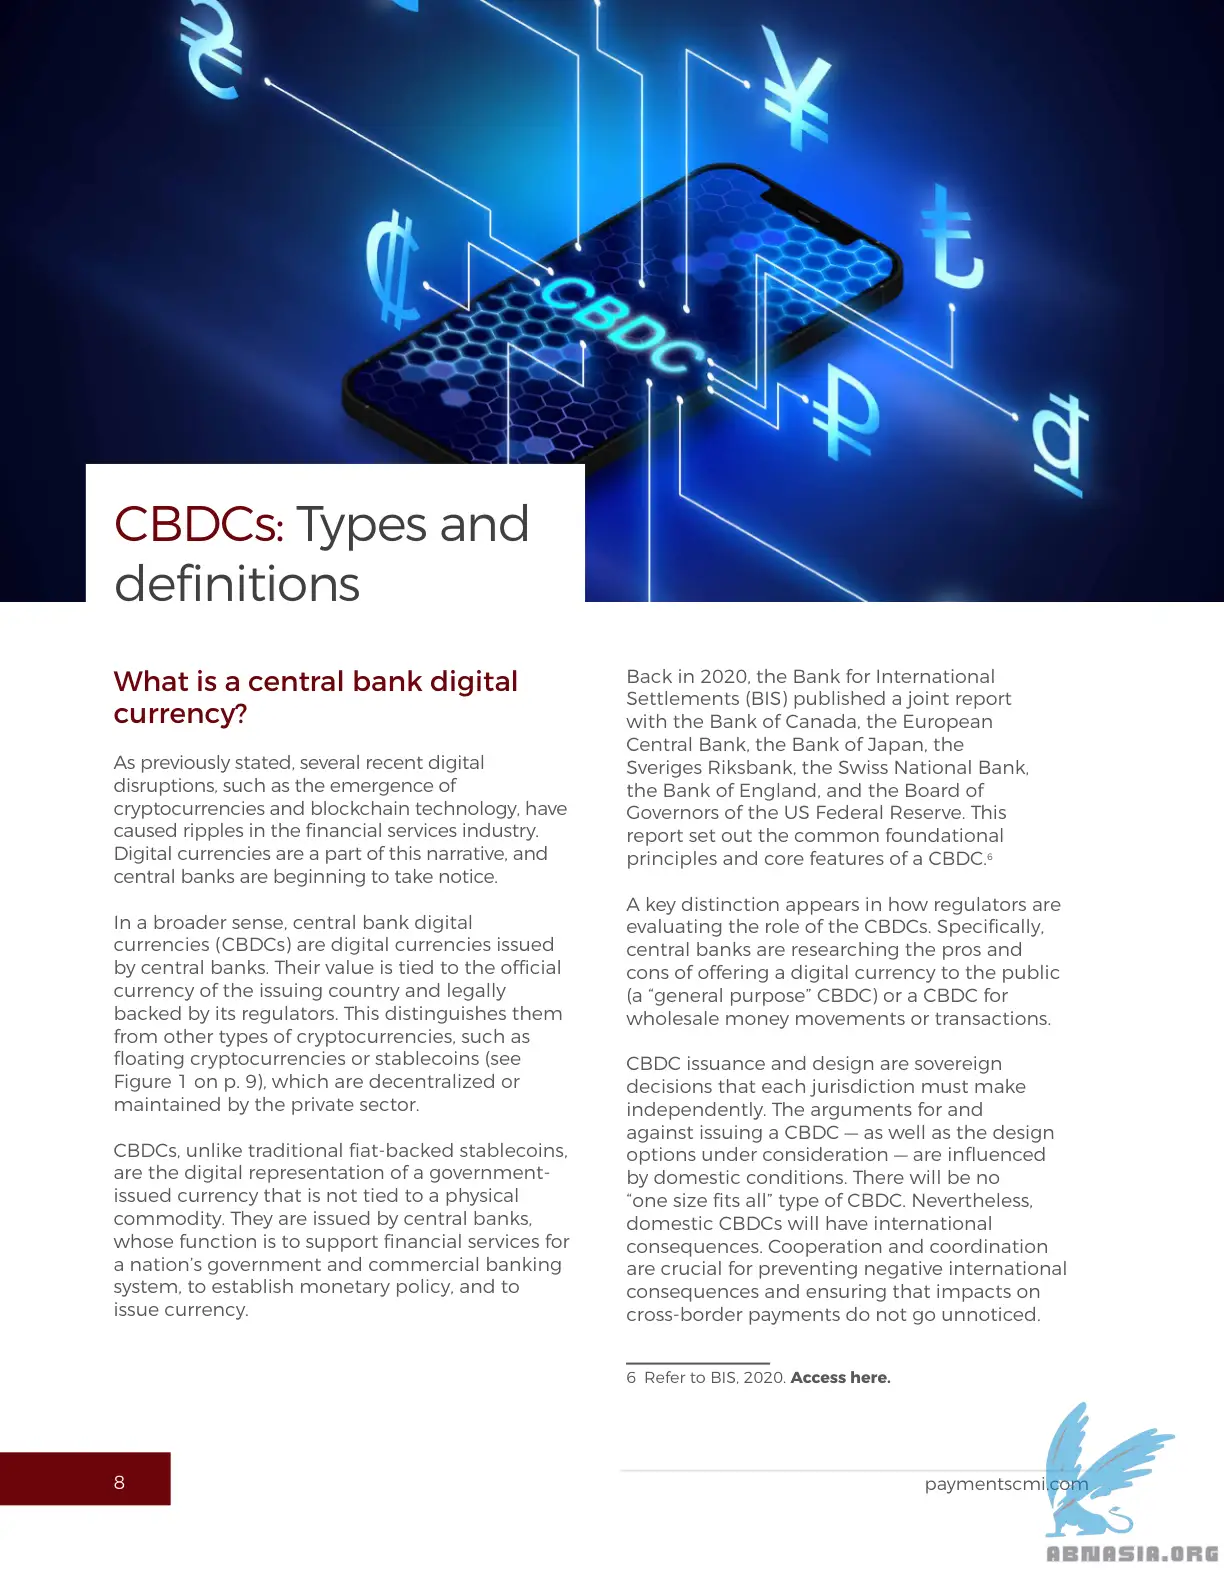 CBDC
CBDCs: Types and
definitions
What is a central bank digital
currency?
As previously stated, several recent digital
disruptions, such as the emergence of
cryptocurrencies and blockchain technology, have
caused ripples in the financial services industry.
Digital currencies are a part of this narrative, and
central banks are beginning to take notice.
In a broader sense, central bank digital
currencies (CBDCs) are digital currencies issued
by central banks. Their value is tied to the official
currency of the issuing country and legally
backed by its regulators. This distinguishes them
from other types of cryptocurrencies, such as
floating cryptocurrencies or stablecoins (see
Figure 1 on p. 9), which are decentralized or
maintained by the private sector.
CBDCs, unlike traditional fiat-backed stablecoins,
are the digital representation of a government-
issued currency that is not tied to a physical
commodity. They are issued by central banks,
whose function is to support financial services for
a nation’s government and commercial banking
system, to establish monetary policy, and to
issue currency.
Back in 2020, the Bank for International
Settlements (BIS) published a joint report
with the Bank of Canada, the European
Central Bank, the Bank of Japan, the
Sveriges Riksbank, the Swiss National Bank,
the Bank of England, and the Board of
Governors of the US Federal Reserve. This
report set out the common foundational
principles and core features of a CBDC.6
A key distinction appears in how regulators are
evaluating the role of the CBDCs. Specifically,
central banks are researching the pros and
cons of offering a digital currency to the public
(a “general purpose” CBDC) or a CBDC for
wholesale money movements or transactions.
CBDC issuance and design are sovereign
decisions that each jurisdiction must make
independently. The arguments for and
against issuing a CBDC — as well as the design
options under consideration — are influenced
by domestic conditions. There will be no
“one size fits all” type of CBDC. Nevertheless,
domestic CBDCs will have international
consequences. Cooperation and coordination
are crucial for preventing negative international
consequences and ensuring that impacts on
cross-border payments do not go unnoticed.
6 Refer to BIS, 2020. Access here.
8
paymentscmi.com
ABNASIA.ORG